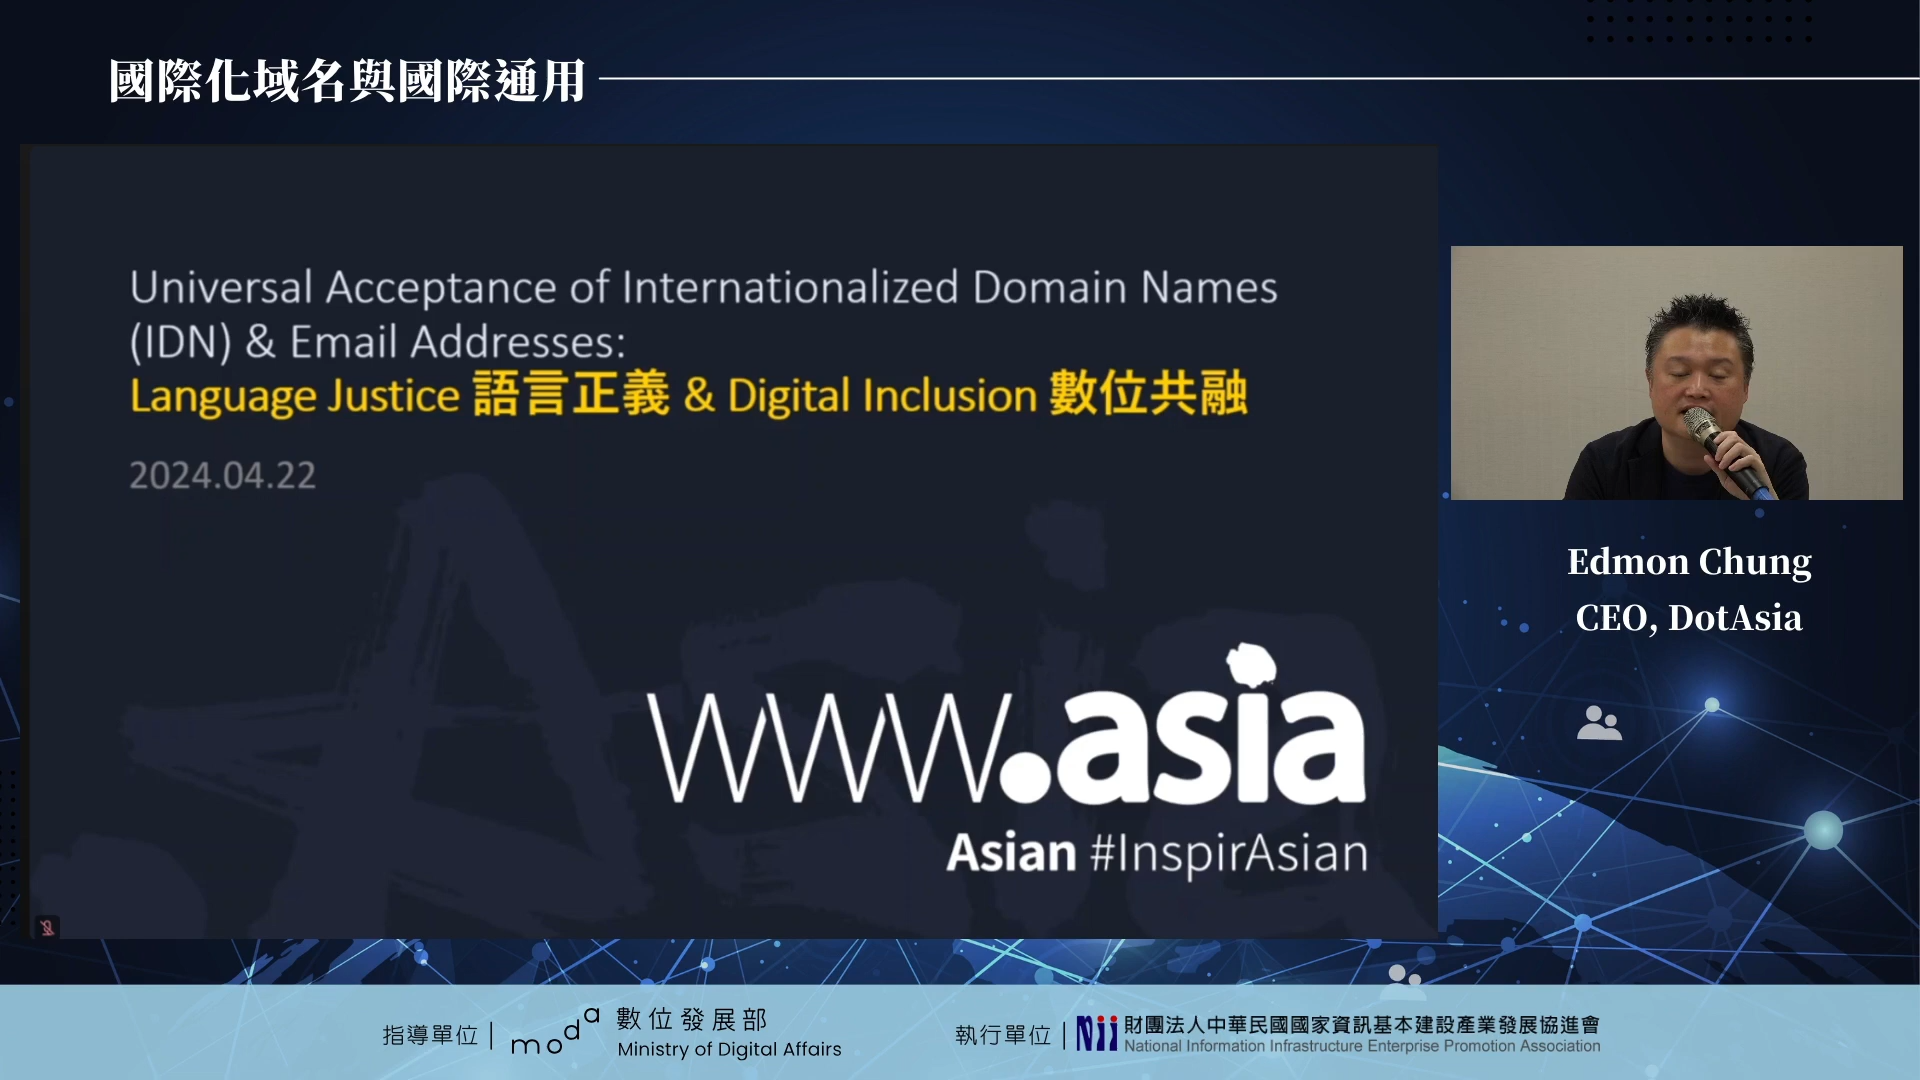 國際化域名與國際通用
Universal Acceptance of Internationalized Domain Names
(IDN) & Email Addresses:
Language Justice 語言正義 & Digital Inclusion 數位共融
2024.04.22
www.asia
Asian #InspirAsian
Edmon Chung
CEO, DotAsia
指導單位
moda
數位發展部
Ministry of Digital Affairs
執行單位
Nii
財團法人中華民國國家資訊基本建設產業發展協進會
National Information Infrastructure Enterprise Promotion Association